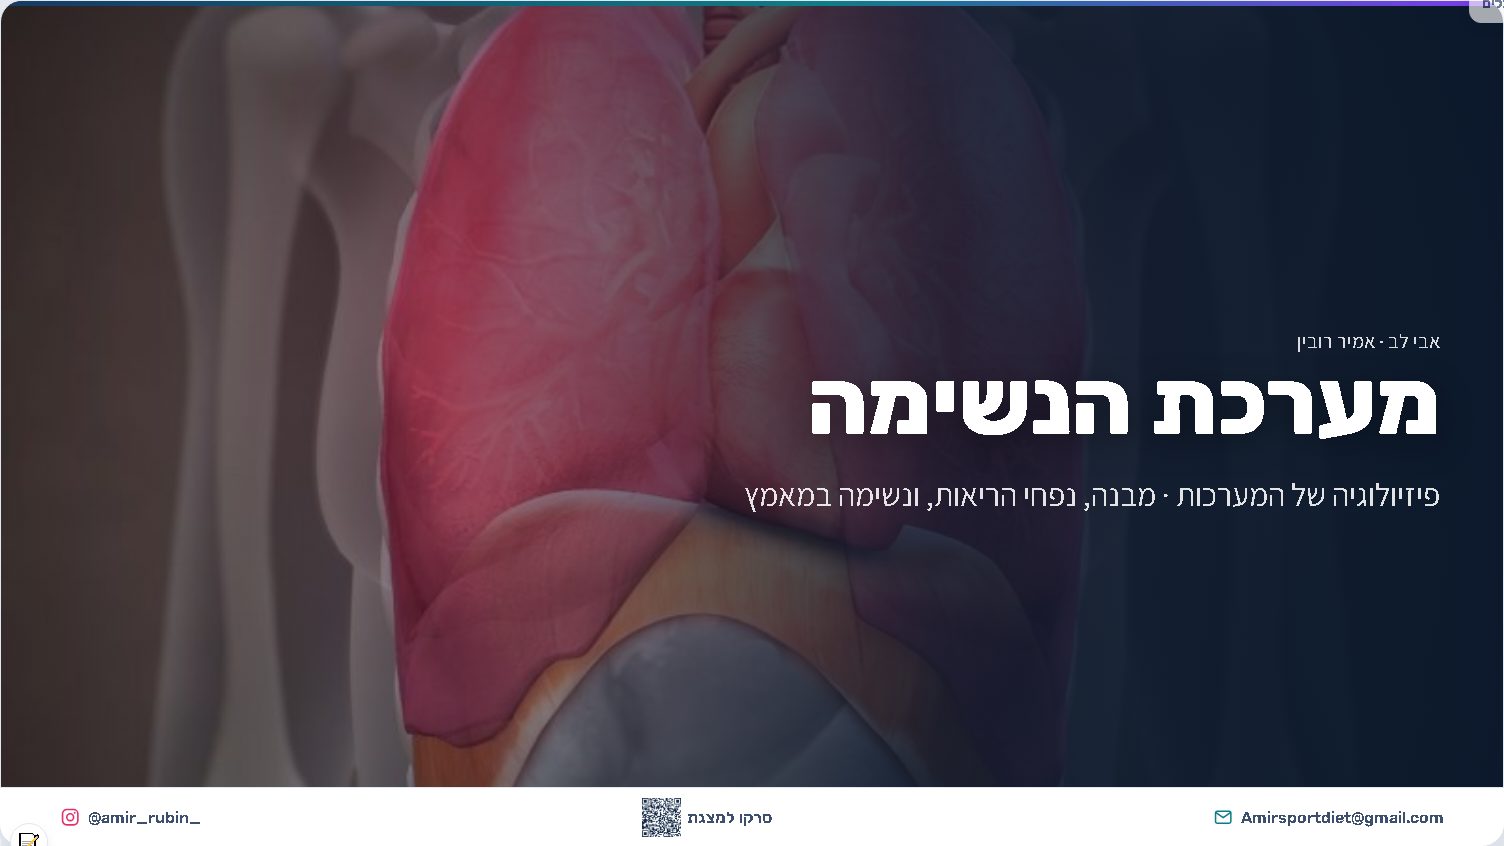 אבי לב · אמיר רובין
מערכת הנשימה
פיזיולוגיה של המערכות · מבנה, נפחי הריאות, ונשימה במאמץ
@amir_rubin_
סרקו למצגת
Amirsportdiet@gmail.com